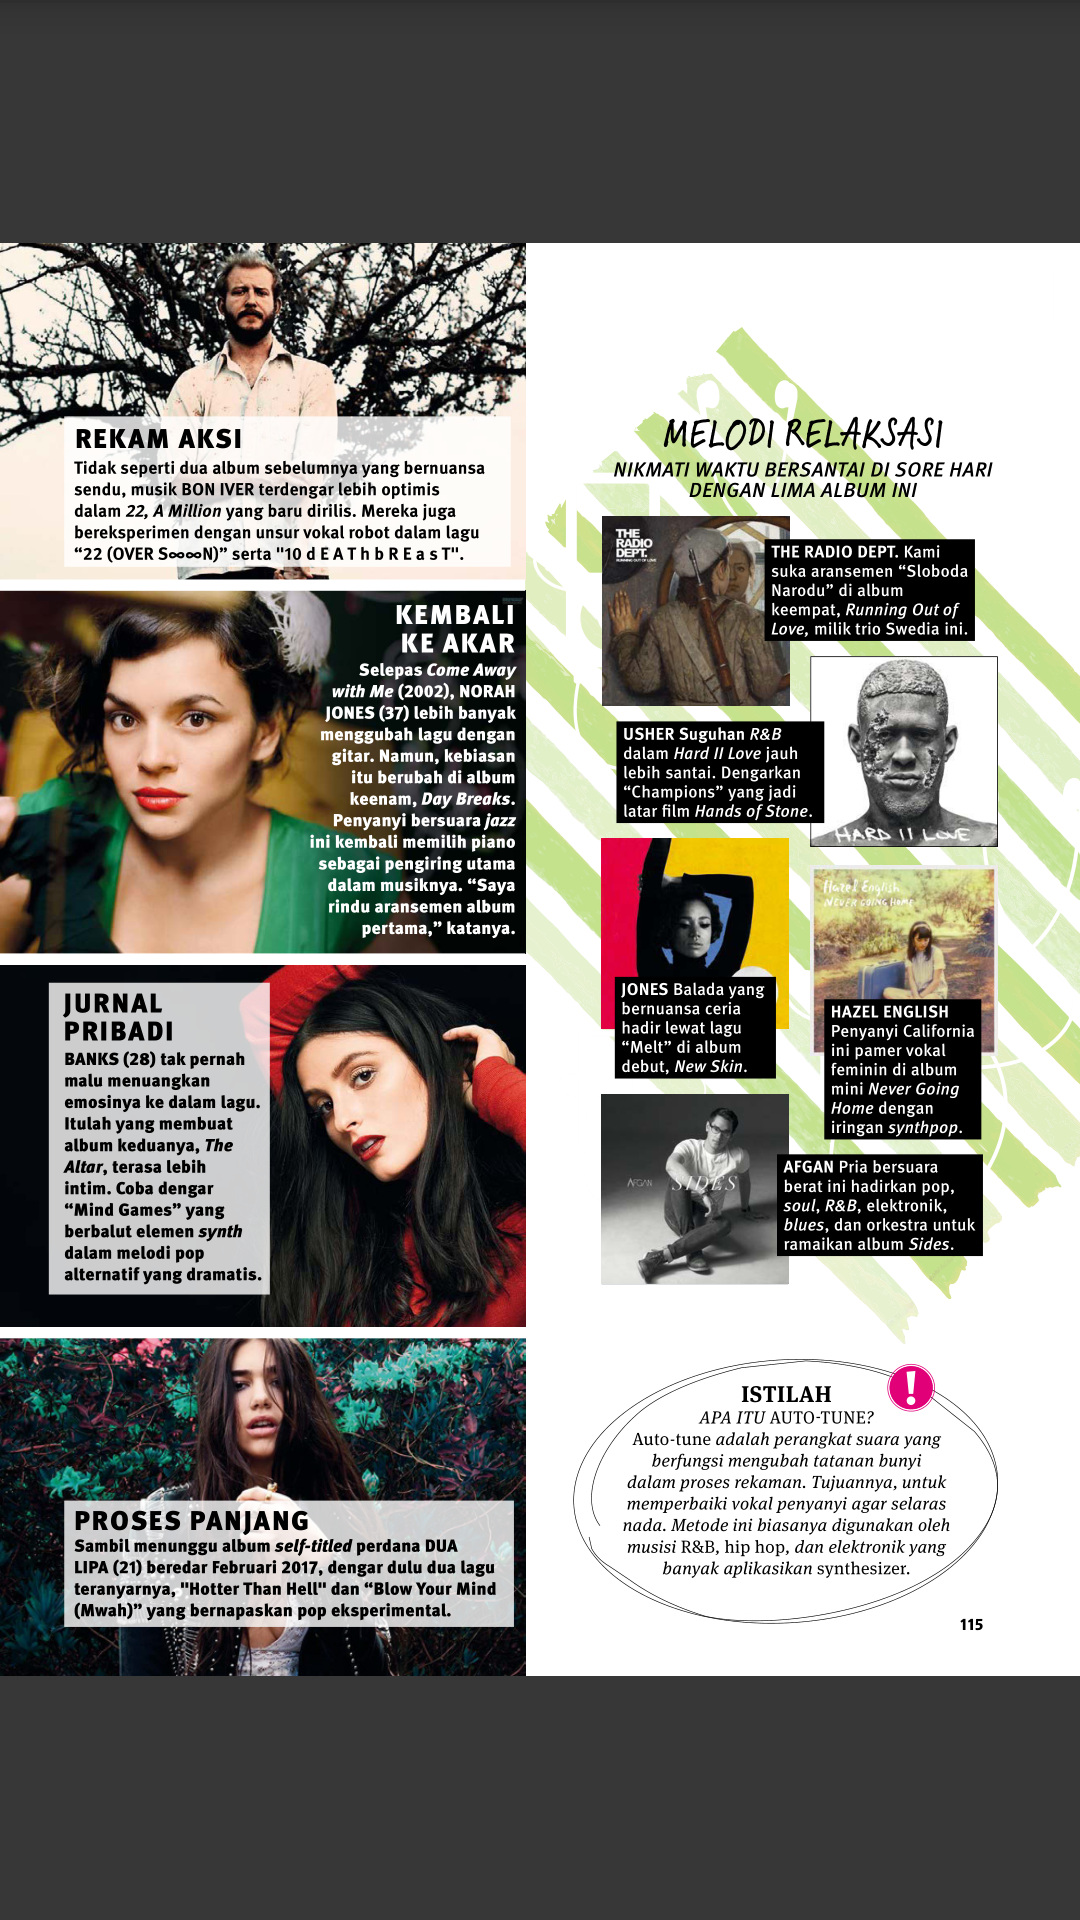 REKAM AKSI
Tidak seperti dua album sebelumnya yang bernuansa
sendu, musik BON IVER terdengar lebih optimis
dalam 22, A Million yang baru dirilis. Mereka juga
bereksperimen dengan unsur vokal robot dalam lagu
“22 (OVER S∞∞N)” serta "10 d E A T h b R E a s T".
KEMBALI
KE AKAR
Selepas Come Away
with Me (2002), NORAH
JONES (37) lebih banyak
menggubah lagu dengan
gitar. Namun, kebiasan
itu berubah di album
keenam, Day Breaks.
Penyanyi bersuara jazz
ini kembali memilih piano
sebagai pengiring utama
dalam musiknya. “Saya
rindu aransemen album
pertama,” katanya.
JURNAL
PRIBADI
BANKS (28) tak pernah
malu menuangkan
emosinya ke dalam lagu.
Itulah yang membuat
album keduanya, The
Altar, terasa lebih
intim. Coba dengar
“Mind Games” yang
berbalut elemen synth
dalam melodi pop
alternatif yang dramatis.
PROSES PANJANG
Sambil menunggu album self-titled perdana DUA
LIPA (21) beredar Februari 2017, dengar dulu dua lagu
teranyarnya, "Hotter Than Hell" dan “Blow Your Mind
(Mwah)” yang bernapaskan pop eksperimental.
MELODI RELAKSASI
NIKMATI WAKTU BERSANTAI DI SORE HARI
DENGAN LIMA ALBUM INI
THE
RADIO
DEPT.
RUNNING OUT OF LOVE
THE RADIO DEPT. Kami
suka aransemen “Sloboda
Narodu” di album
keempat, Running Out of
Love, milik trio Swedia ini.
USHER Suguhan R&B
dalam Hard II Love jauh
lebih santai. Dengarkan
“Champions” yang jadi
latar film Hands of Stone.
HARD II LOVE
JONES Balada yang
bernuansa ceria
hadir lewat lagu
“Melt” di album
debut, New Skin.
Hazel English
NEVER GOING HOME
HAZEL ENGLISH
Penyanyi California
ini pamer vokal
feminin di album
mini Never Going
Home dengan
iringan synthpop.
AFGAN SIDES
AFGAN Pria bersuara
berat ini hadirkan pop,
soul, R&B, elektronik,
blues, dan orkestra untuk
ramaikan album Sides.
!
ISTILAH
APA ITU AUTO-TUNE?
Auto-tune adalah perangkat suara yang
berfungsi mengubah tatanan bunyi
dalam proses rekaman. Tujuannya, untuk
memperbaiki vokal penyanyi agar selaras
nada. Metode ini biasanya digunakan oleh
musisi R&B, hip hop, dan elektronik yang
banyak aplikasikan synthesizer.
115